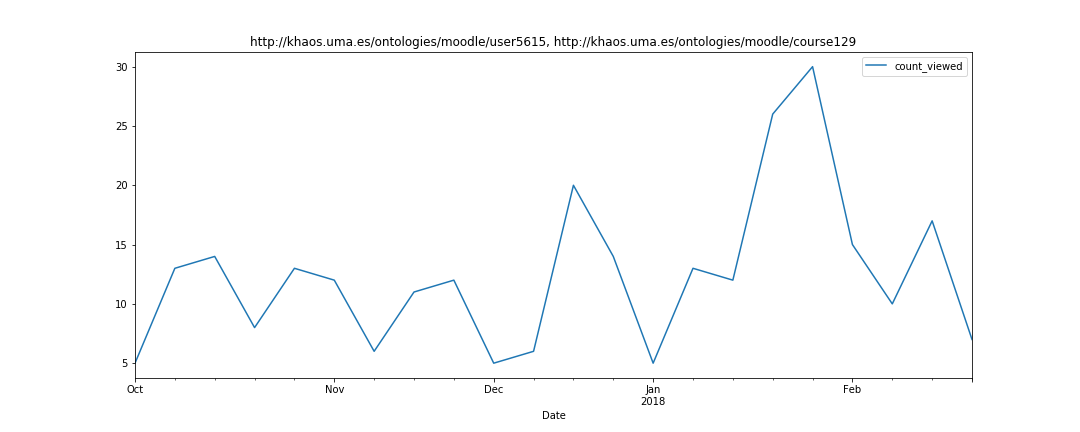 http://khaos.uma.es/ontologies/moodle/user5615, http://khaos.uma.es/ontologies/moodle/course129
count_viewed
30
25
20
15
10
5
Oct Nov Dec Jan Feb
2018
Date